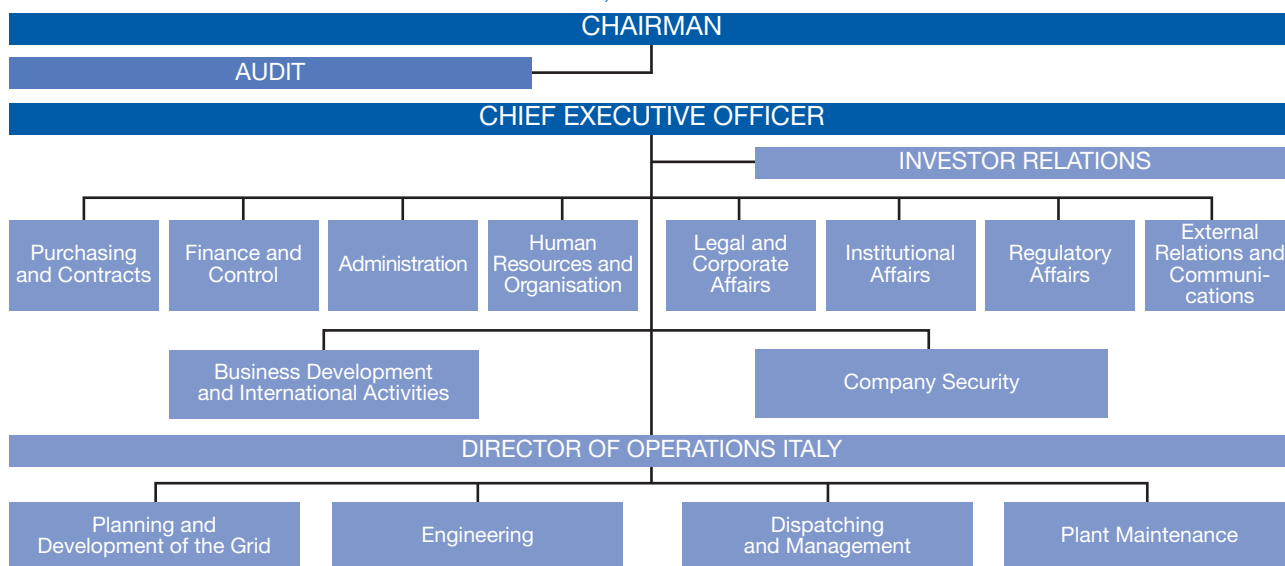 CHAIRMAN
AUDIT
CHIEF EXECUTIVE OFFICER
INVESTOR RELATIONS
Purchasing
and Contracts
Finance and
Control
Administration
Human
Resources and
Organisation
Legal and
Corporate
Affairs
Institutional
Affairs
Regulatory
Affairs
External
Relations and
Communi-
cations
Business Development
and International Activities
Company Security
DIRECTOR OF OPERATIONS ITALY
Planning and
Development of the Grid
Engineering
Dispatching
and Management
Plant Maintenance